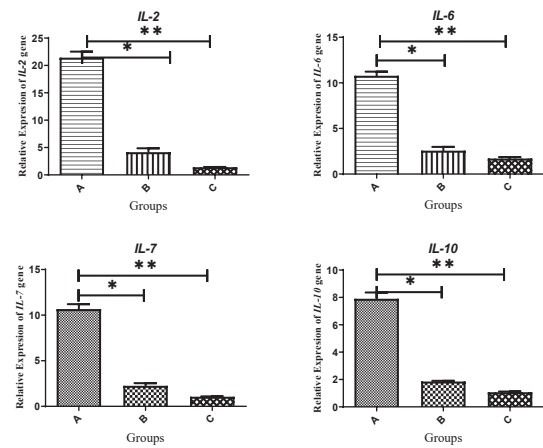 IL-2
**
*
Relative Expresion of IL-2 gene
25
20
15
10
5
0
A
B
C
Groups
IL-6
**
*
Relative Expresion of IL-6 gene
15
10
5
0
A
B
C
Groups
IL-7
**
*
Relative Expresion of IL-7 gene
15
10
5
0
A
B
C
Groups
IL-10
**
*
Relative Expresion of IL-10 gene
10
8
6
4
2
0
A
B
C
Groups